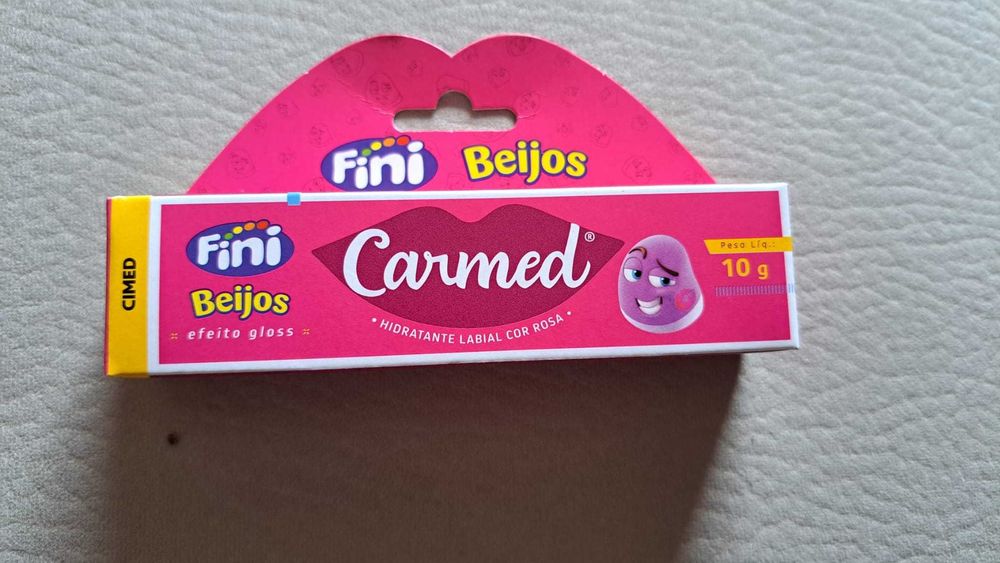 Fini Beijos
CIMED
Fini
Beijos
efeito gloss
Carmed®
• HIDRATANTE LABIAL COR ROSA •
Peso Líq.:
10 g